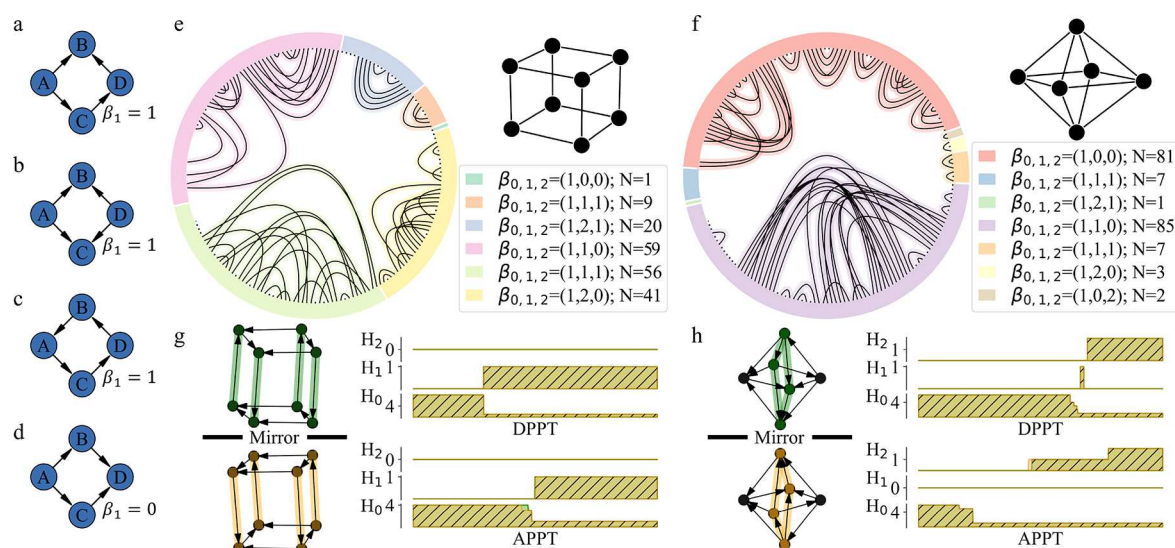 a
B
A
D
C
β₁ = 1
b
B
A
D
C
β₁ = 1
c
B
A
D
C
β₁ = 1
d
B
A
D
C
β₁ = 0
e
β₀,₁,₂=(1,0,0); N=1
β₀,₁,₂=(1,1,1); N=9
β₀,₁,₂=(1,2,1); N=20
β₀,₁,₂=(1,1,0); N=59
β₀,₁,₂=(1,1,1); N=56
β₀,₁,₂=(1,2,0); N=41
f
β₀,₁,₂=(1,0,0); N=81
β₀,₁,₂=(1,1,1); N=7
β₀,₁,₂=(1,2,1); N=1
β₀,₁,₂=(1,1,0); N=85
β₀,₁,₂=(1,1,1); N=7
β₀,₁,₂=(1,2,0); N=3
β₀,₁,₂=(1,0,2); N=2
g
Mirror
H₂ 0
H₁ 1
H₀ 4
DPPT
H₂ 0
H₁ 1
H₀ 4
APPT
h
Mirror
H₂ 1
H₁ 1
H₀ 4
DPPT
H₂ 1
H₁ 0
H₀ 4
APPT